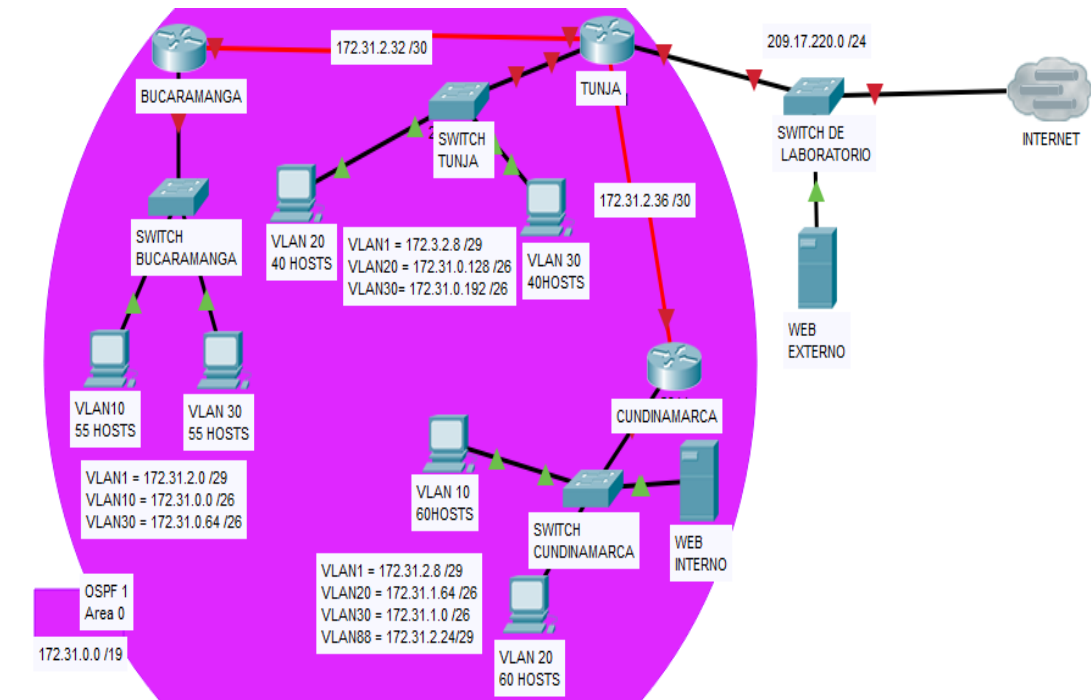 172.31.2.32 /30
209.17.220.0 /24
BUCARAMANGA
TUNJA
INTERNET
SWITCH DE
LABORATORIO
SWITCH
TUNJA
172.31.2.36 /30
SWITCH
BUCARAMANGA
VLAN 20
40 HOSTS
VLAN1 = 172.3.2.8 /29
VLAN20 = 172.31.0.128 /26
VLAN30= 172.31.0.192 /26
VLAN 30
40HOSTS
WEB
EXTERNO
VLAN10
55 HOSTS
VLAN 30
55 HOSTS
CUNDINAMARCA
VLAN1 = 172.31.2.0 /29
VLAN10 = 172.31.0.0 /26
VLAN30 = 172.31.0.64 /26
VLAN 10
60HOSTS
SWITCH
CUNDINAMARCA
WEB
INTERNO
VLAN1 = 172.31.2.8 /29
VLAN20 = 172.31.1.64 /26
VLAN30 = 172.31.1.0 /26
VLAN88 = 172.31.2.24/29
OSPF 1
Area 0
172.31.0.0 /19
VLAN 20
60 HOSTS